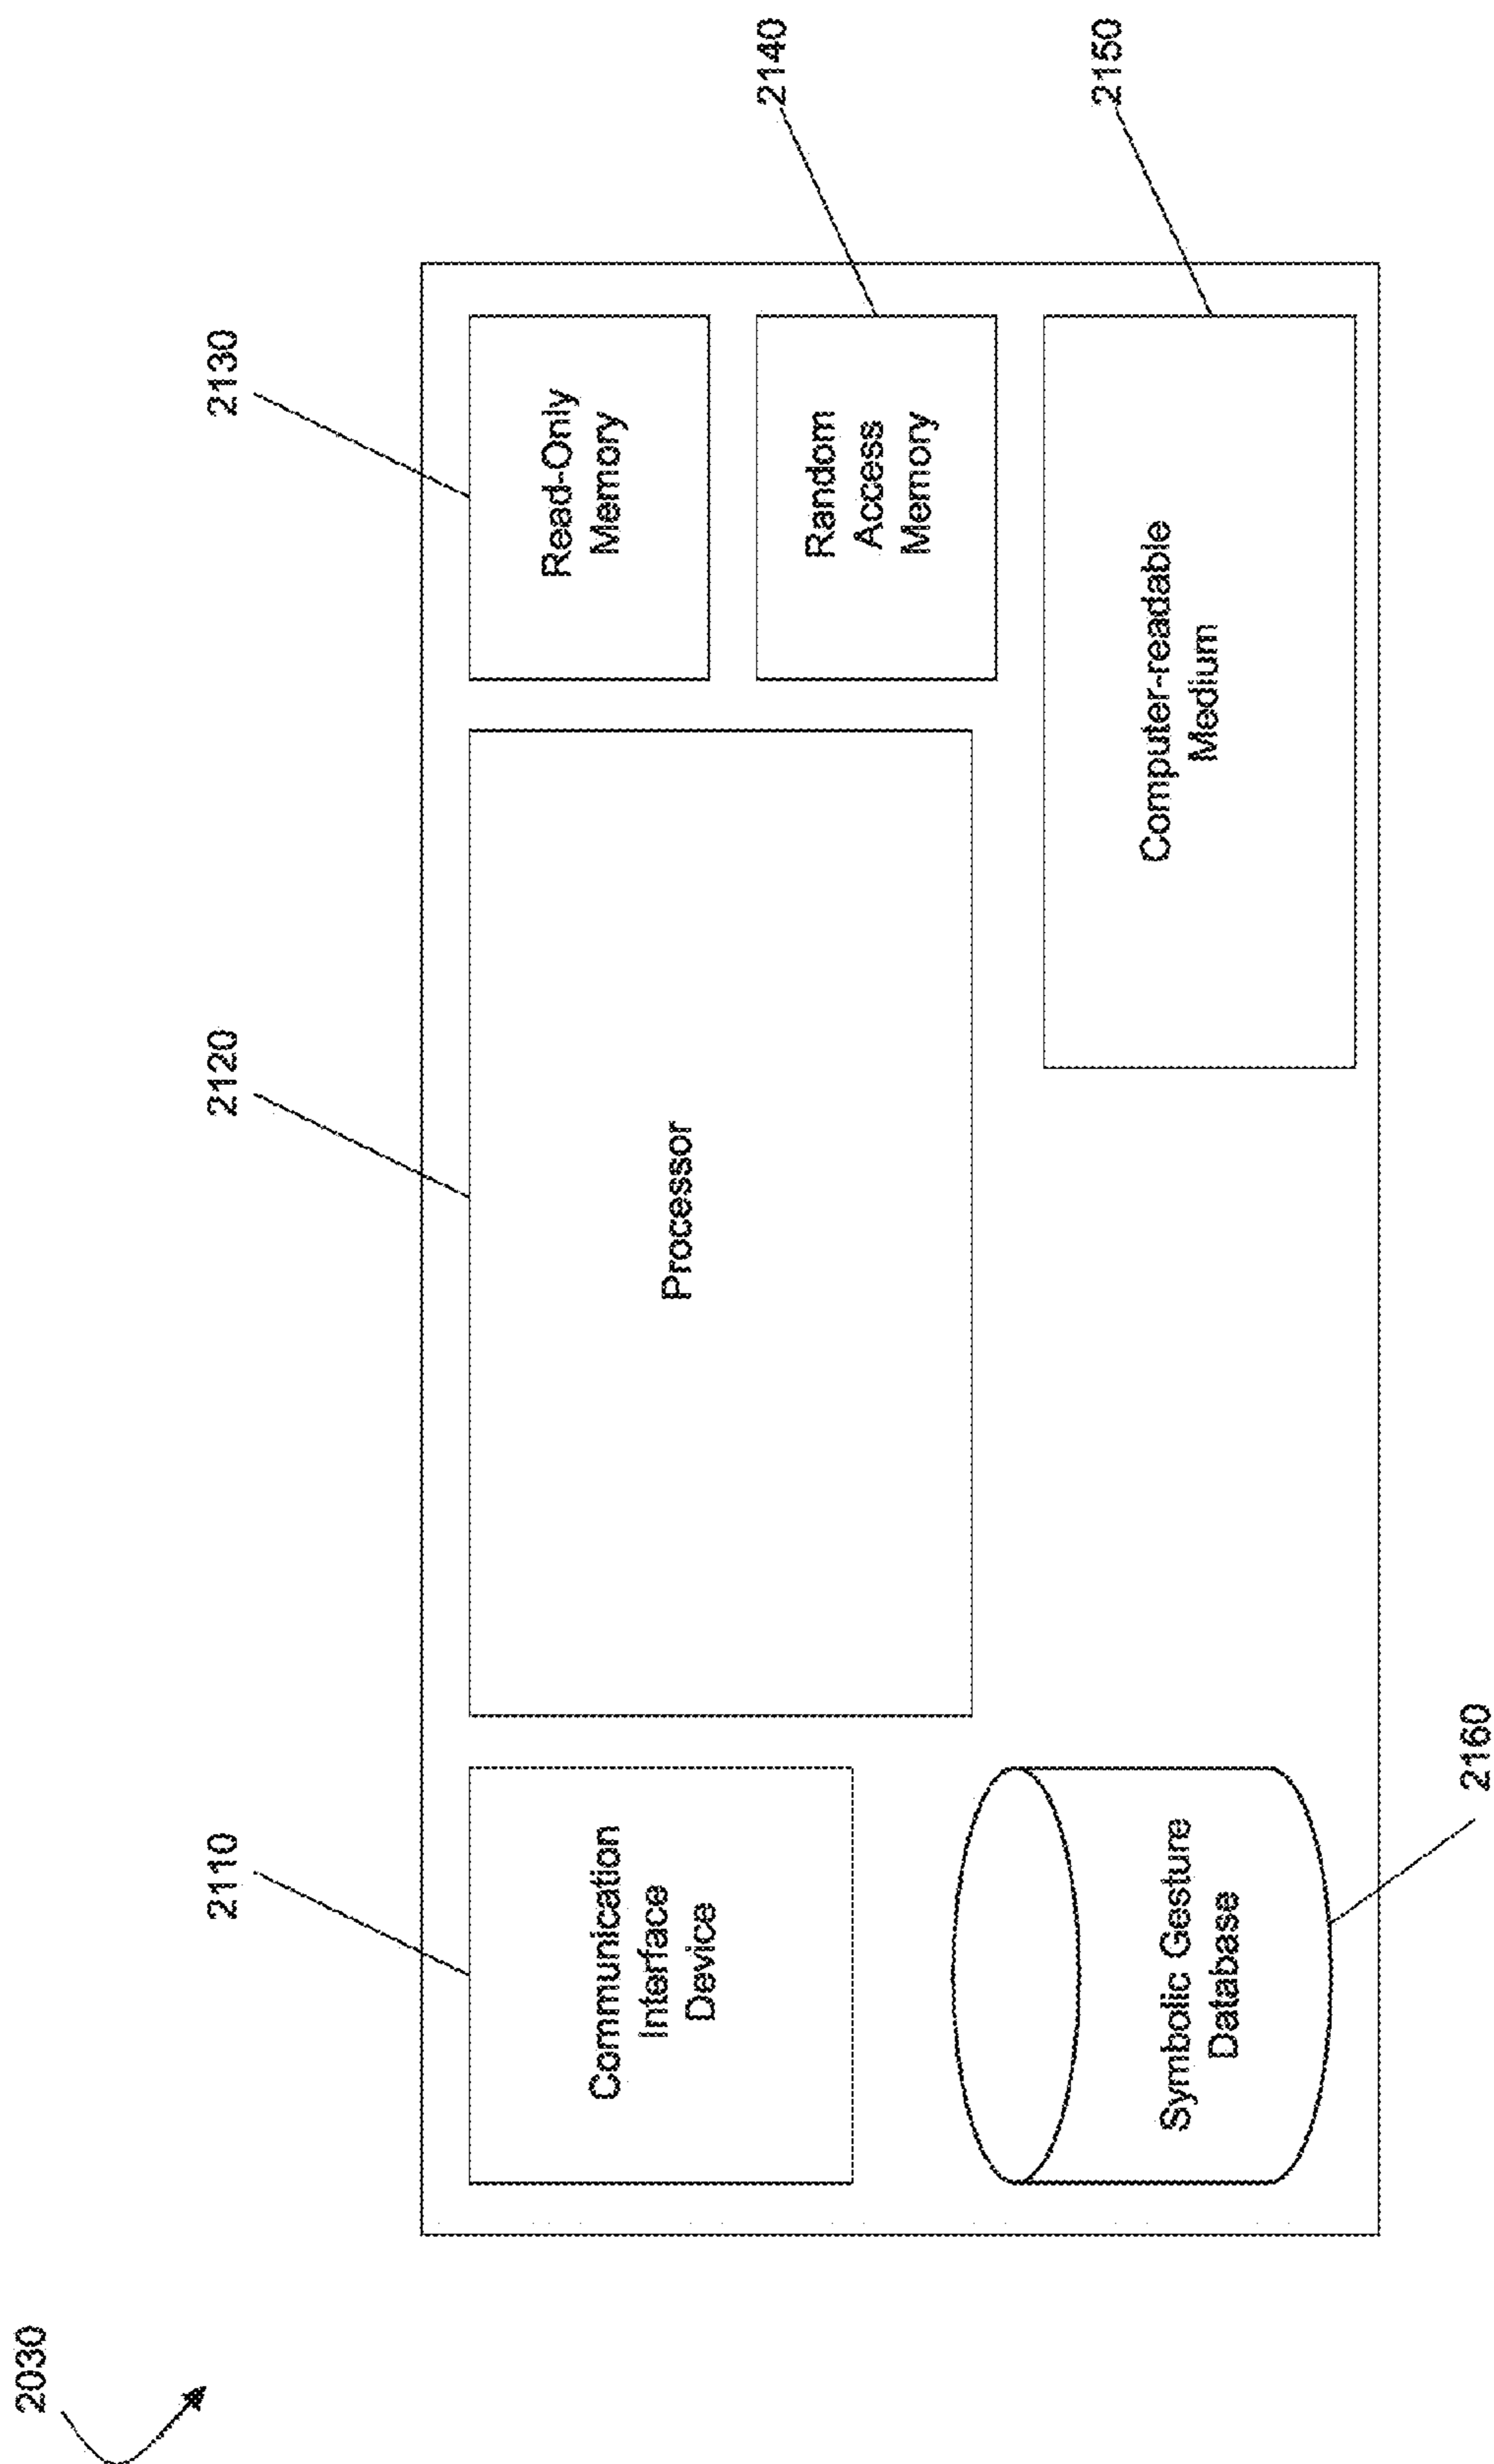 2030
2110
2120
2130
2140
2150
2160
Communication
Interface
Device
Processor
Read-Only
Memory
Random
Access
Memory
Computer-readable
Medium
Symbolic Gesture
Database